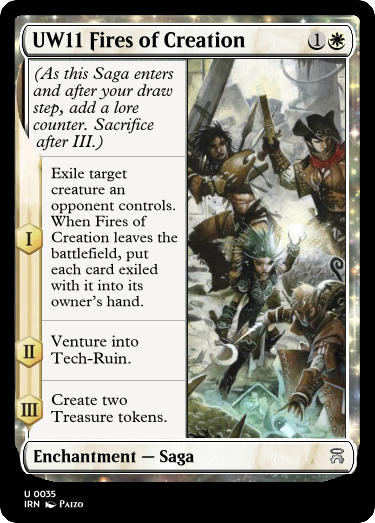 UW11 Fires of Creation 1
(As this Saga enters
and after your draw
step, add a lore
counter. Sacrifice
after III.)
I
Exile target
creature an
opponent controls.
When Fires of
Creation leaves the
battlefield, put
each card exiled
with it into its
owner's hand.
II
Venture into
Tech-Ruin.
III
Create two
Treasure tokens.
Enchantment — Saga
U 0035
IRN Paizo